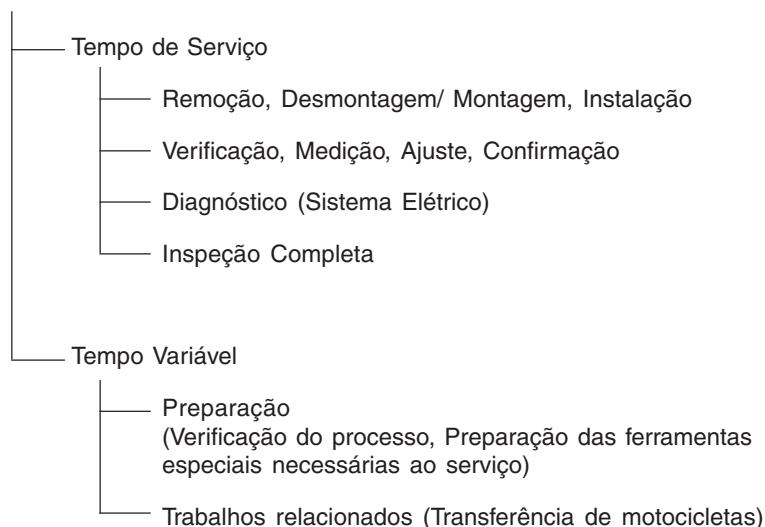 Tempo de Serviço
Remoção, Desmontagem/ Montagem, Instalação
Verificação, Medição, Ajuste, Confirmação
Diagnóstico (Sistema Elétrico)
Inspeção Completa
Tempo Variável
Preparação
(Verificação do processo, Preparação das ferramentas
especiais necessárias ao serviço)
Trabalhos relacionados (Transferência de motocicletas)